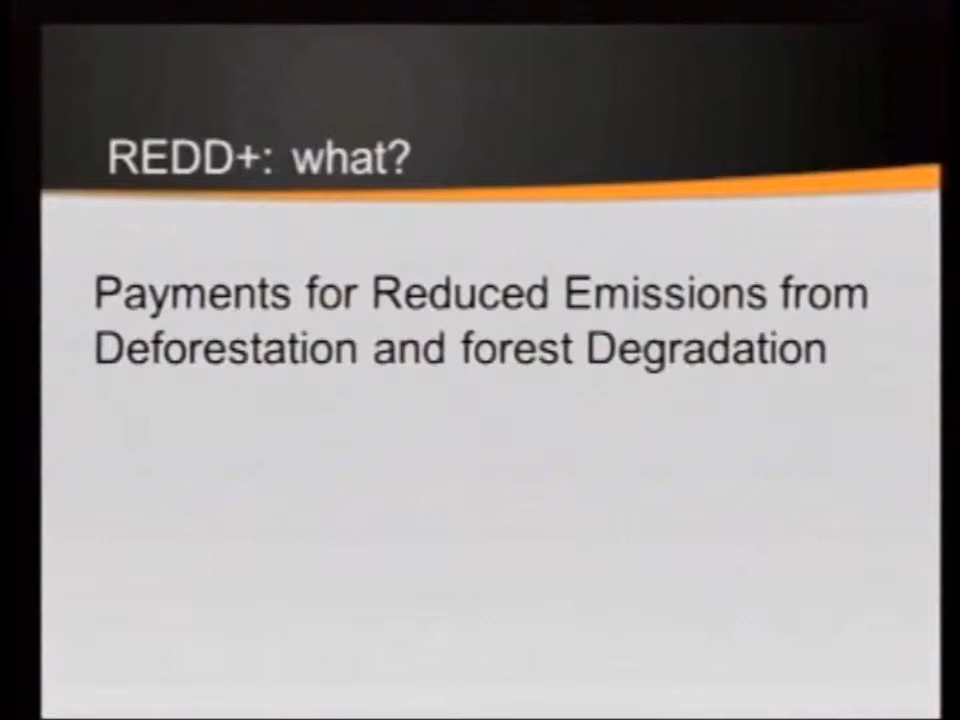 REDD+: what?
Payments for Reduced Emissions from
Deforestation and forest Degradation